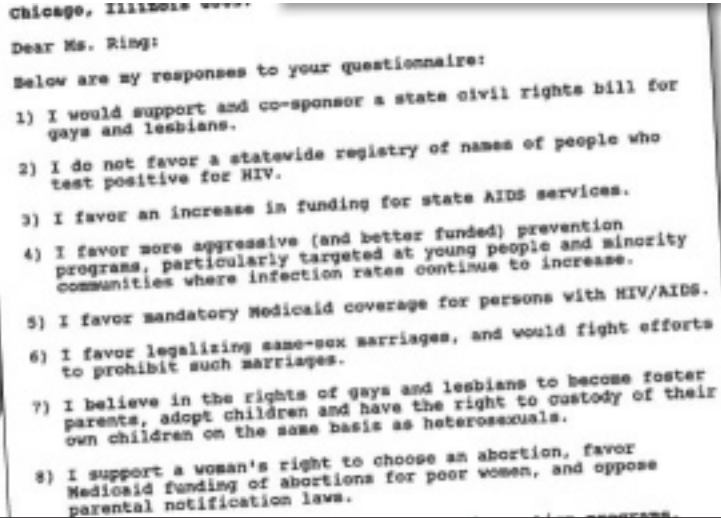 Chicago, Illinois
Dear Ms. Ring:
Below are my responses to your questionnaire:
1) I would support and co-sponsor a state civil rights bill for
gays and lesbians.
2) I do not favor a statewide registry of names of people who
test positive for HIV.
3) I favor an increase in funding for state AIDS services.
4) I favor more aggressive (and better funded) prevention
programs, particularly targeted at young people and minority
communities where infection rates continue to increase.
5) I favor mandatory Medicaid coverage for persons with HIV/AIDS.
6) I favor legalizing same-sex marriages, and would fight efforts
to prohibit such marriages.
7) I believe in the rights of gays and lesbians to become foster
parents, adopt children and have the right to custody of their
own children on the same basis as heterosexuals.
8) I support a woman's right to choose an abortion, favor
Medicaid funding of abortions for poor women, and oppose
parental notification laws.
programs.